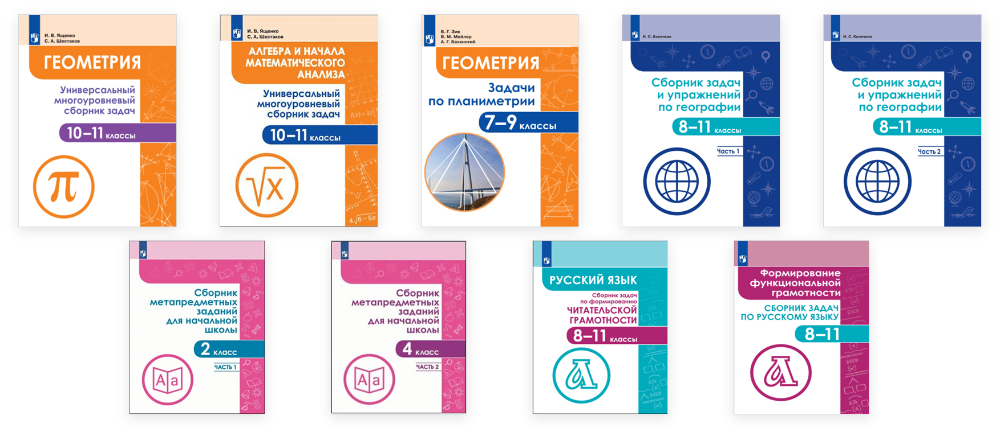 И. В. Ященко
С. А. Шестаков
ГЕОМЕТРИЯ
Универсальный
многоуровневый
сборник задач
10–11 классы
π
И. В. Ященко
С. А. Шестаков
АЛГЕБРА И НАЧАЛА
МАТЕМАТИЧЕСКОГО
АНАЛИЗА
Универсальный
многоуровневый
сборник задач
10–11 классы
√x
4√6–5x
Б. Г. Зив
В. М. Мейлер
А. Г. Баханский
ГЕОМЕТРИЯ
Задачи
по планиметрии
7–9 классы
И. С. Колечкин
Сборник задач
и упражнений
по географии
8–11 классы
Часть 1
И. С. Колечкин
Сборник задач
и упражнений
по географии
8–11 классы
Часть 2
Сборник
метапредметных
заданий
для начальной
школы
2 класс
ЧАСТЬ 1
Аа
Сборник
метапредметных
заданий
для начальной
школы
4 класс
ЧАСТЬ 2
Аа
РУССКИЙ ЯЗЫК
Сборник задач
по формированию
ЧИТАТЕЛЬСКОЙ
ГРАМОТНОСТИ
8–11 классы
а
Формирование
функциональной
грамотности
СБОРНИК ЗАДАЧ
ПО РУССКОМУ ЯЗЫКУ
8–11
а